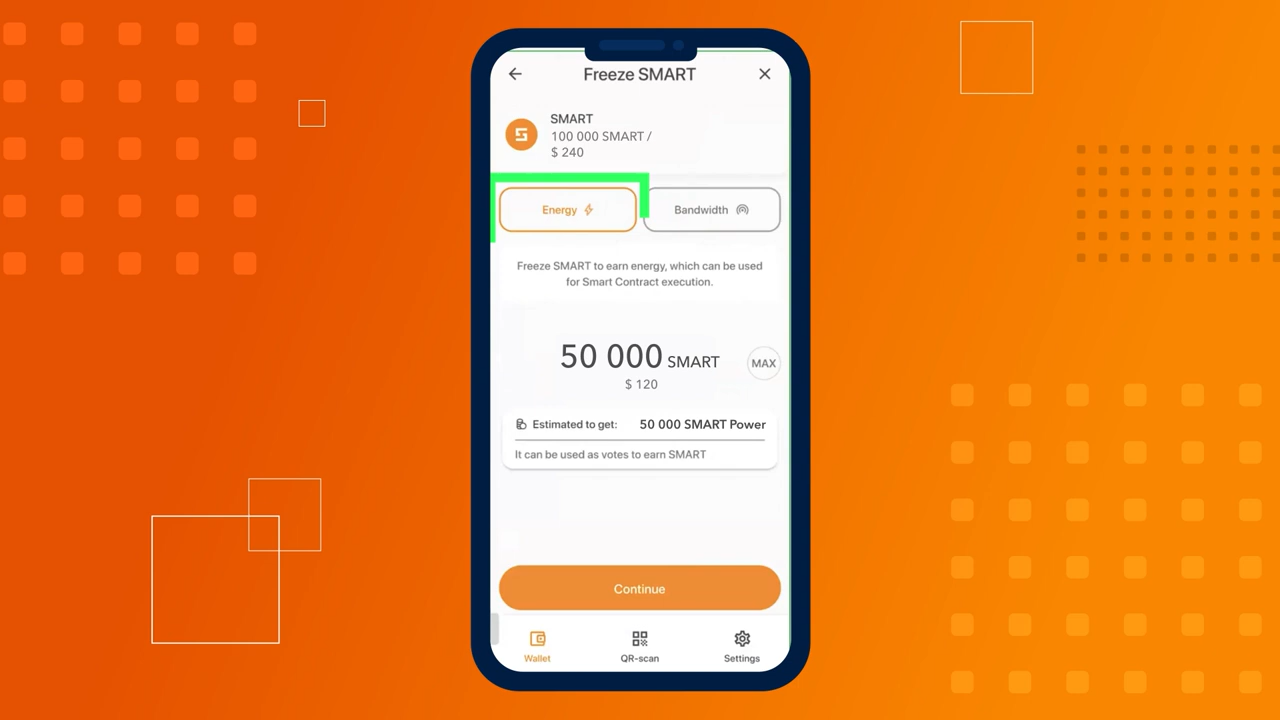 Freeze SMART
SMART
100 000 SMART /
$ 240
Energy
Bandwidth
Freeze SMART to earn energy, which can be used
for Smart Contract execution.
50 000 SMART
MAX
$ 120
Estimated to get: 50 000 SMART Power
It can be used as votes to earn SMART
Continue
Wallet
QR-scan
Settings